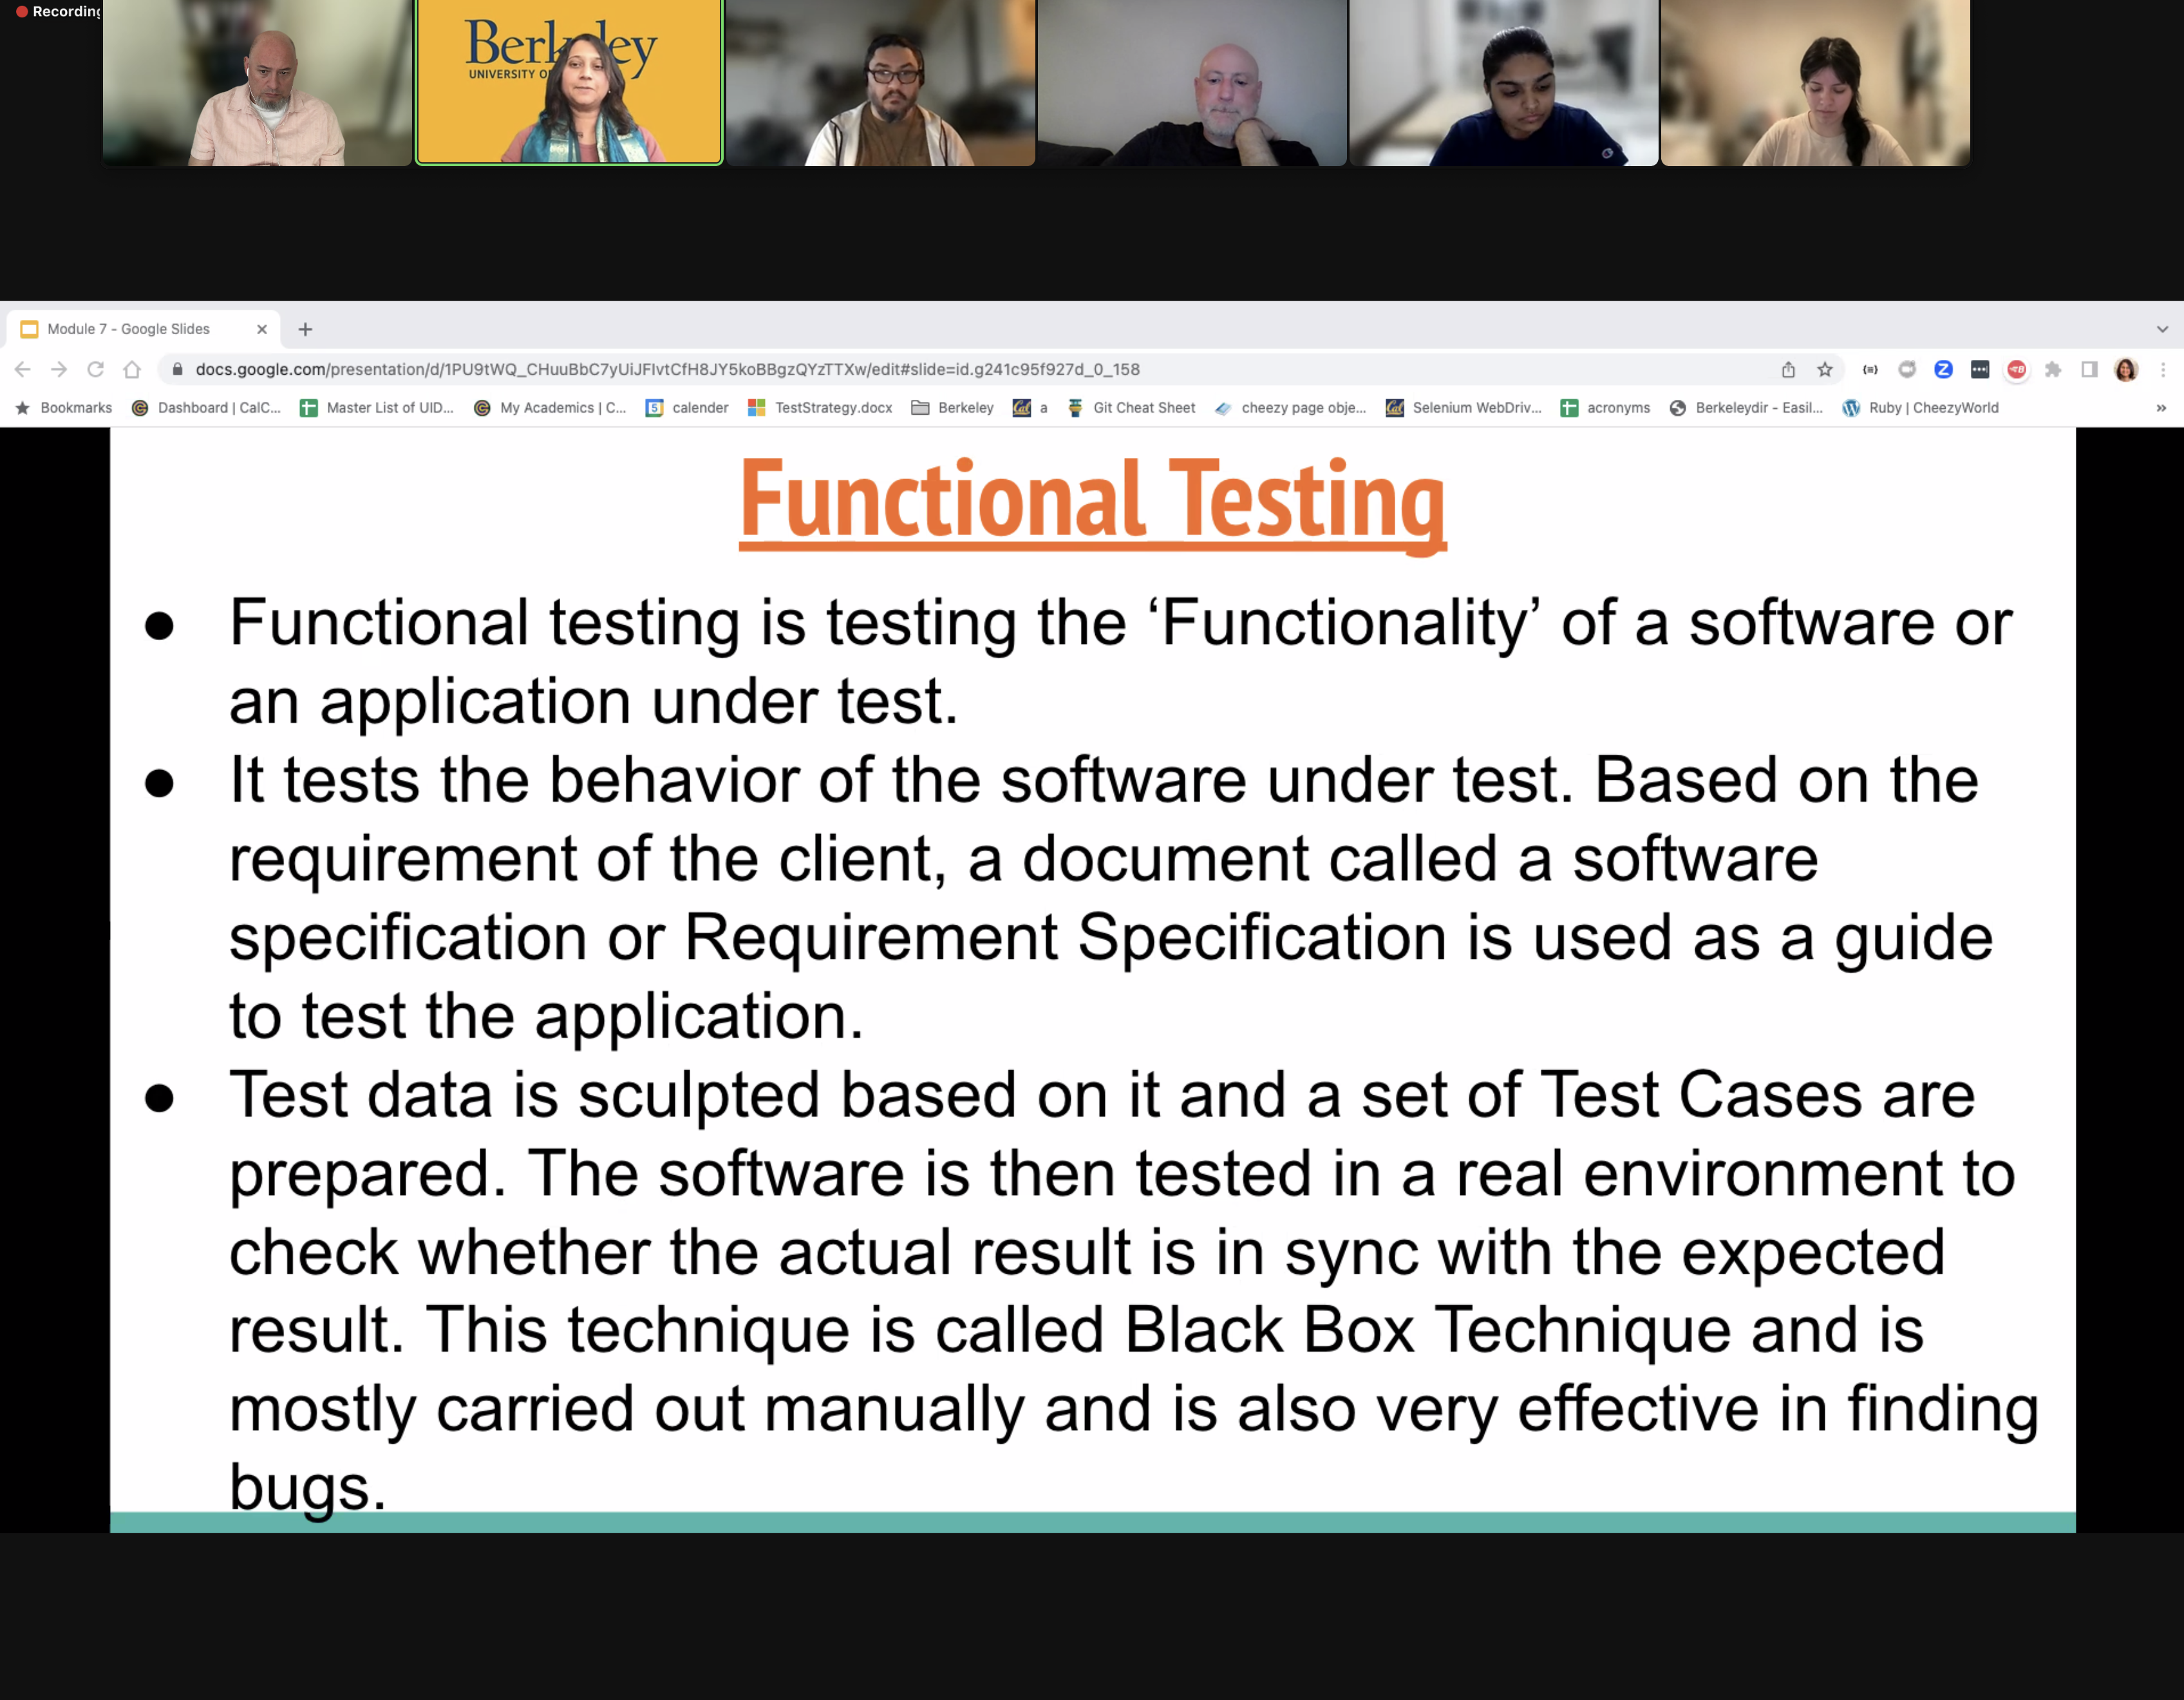 Recording
Berkeley
UNIVERSITY O
Module 7 - Google Slides
docs.google.com/presentation/d/1PU9tWQ_CHuuBbC7yUiJFIvtCfH8JY5koBBgzQYzTTXw/edit#slide=id.g241c95f927d_0_158
Bookmarks Dashboard | CalC... Master List of UID... My Academics | C... calender TestStrategy.docx Berkeley a Git Cheat Sheet cheezy page obje... Selenium WebDriv... acronyms Berkeleydir - Easil... Ruby | CheezyWorld »
Functional Testing
● Functional testing is testing the ‘Functionality’ of a software or
an application under test.
● It tests the behavior of the software under test. Based on the
requirement of the client, a document called a software
specification or Requirement Specification is used as a guide
to test the application.
● Test data is sculpted based on it and a set of Test Cases are
prepared. The software is then tested in a real environment to
check whether the actual result is in sync with the expected
result. This technique is called Black Box Technique and is
mostly carried out manually and is also very effective in finding
bugs.